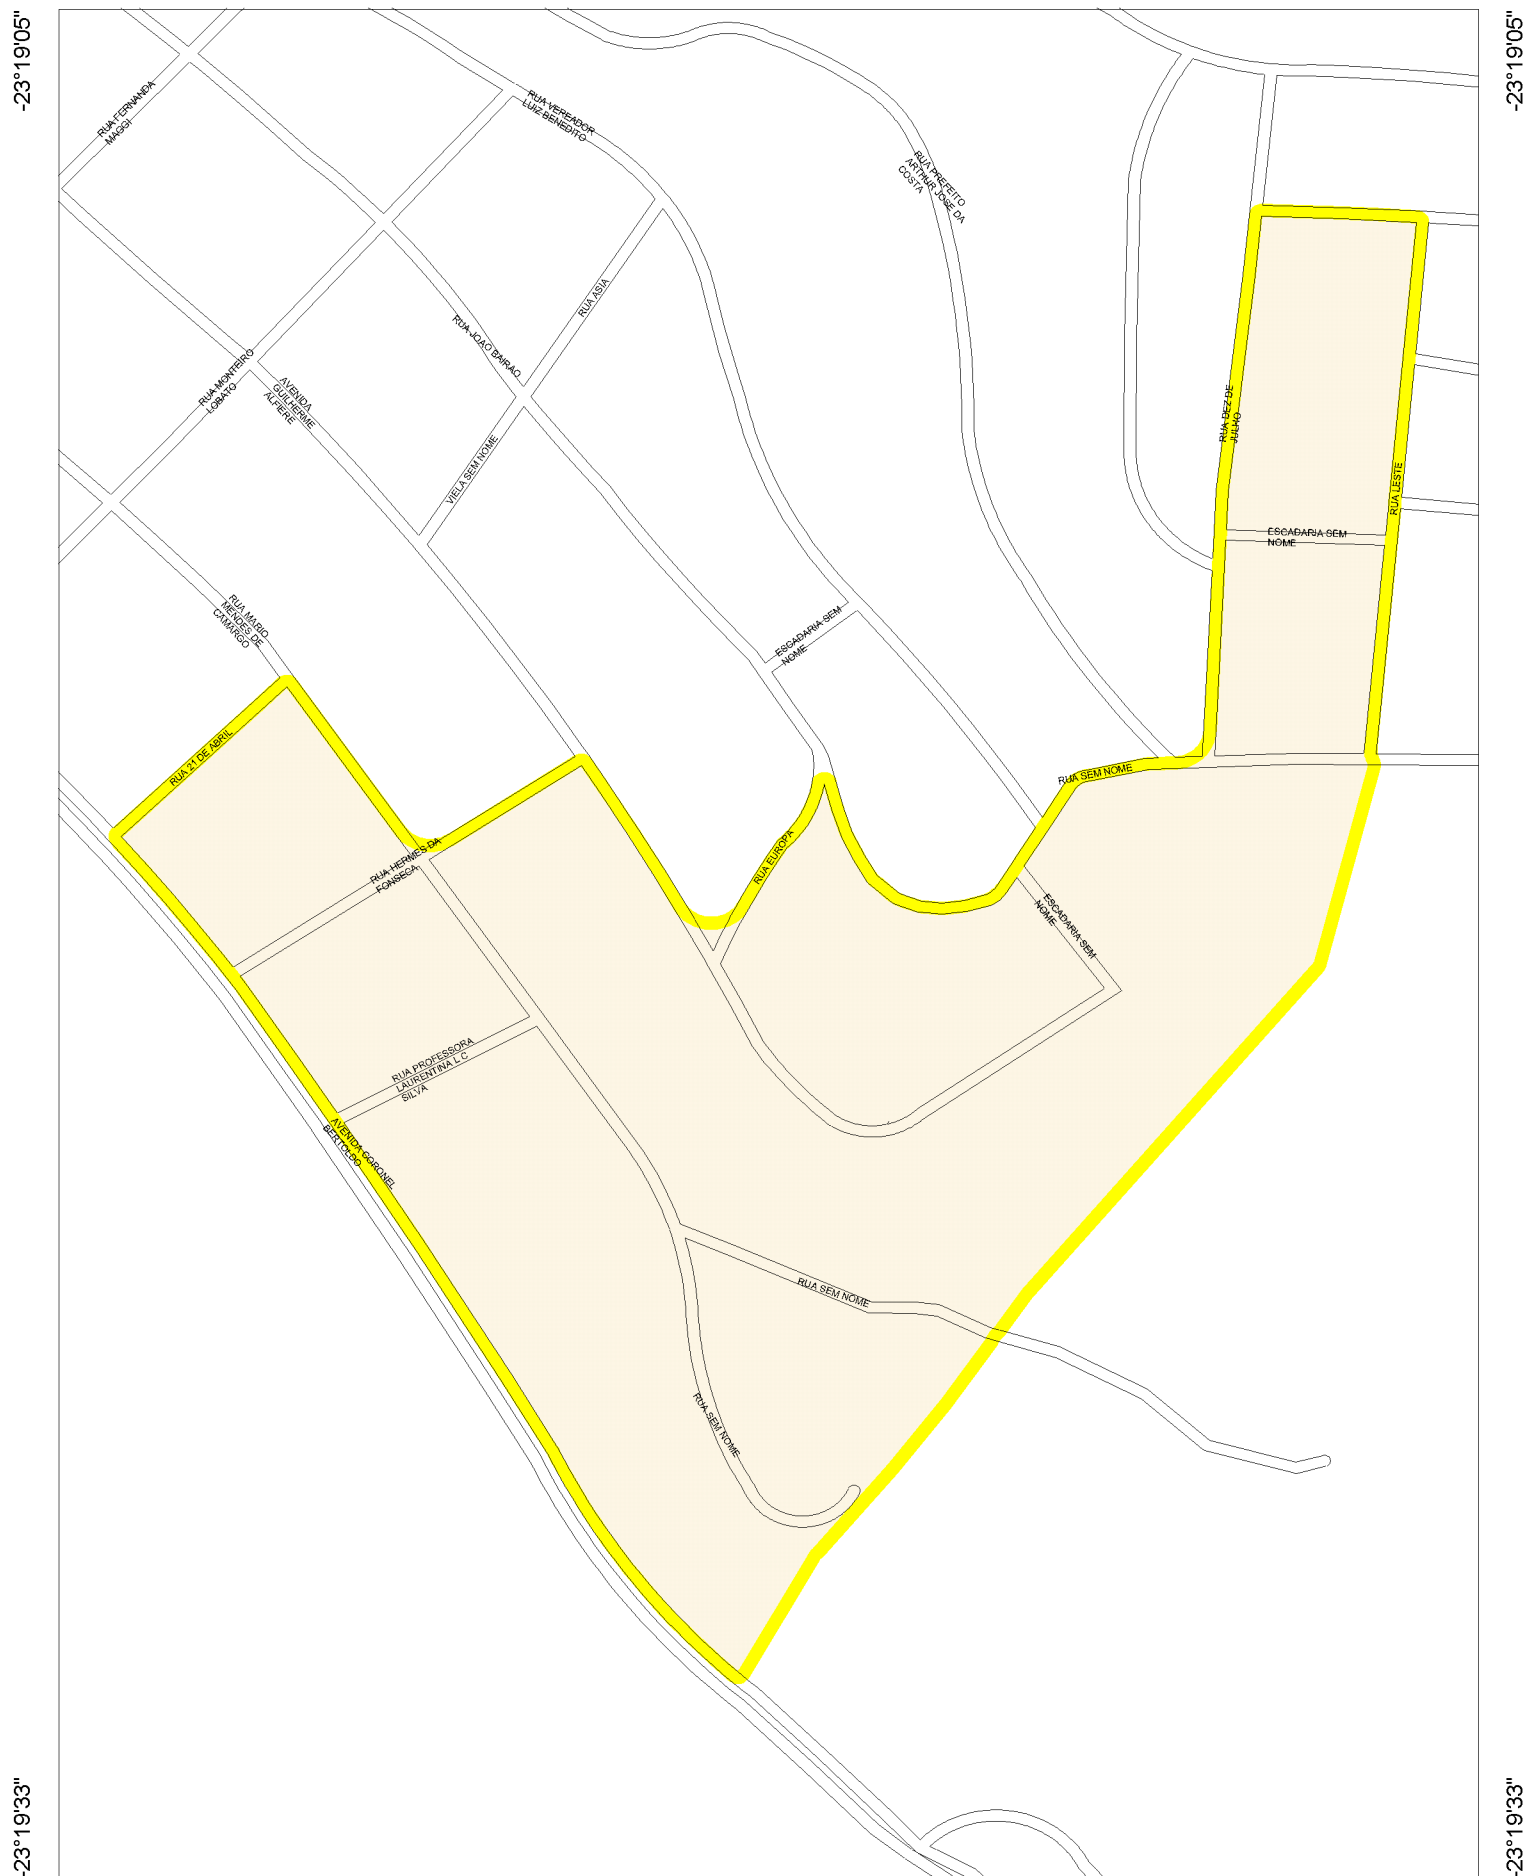 -23°19'05"
-23°19'05"
RUA FERNANDA
MAGGI
RUA VEREADOR
LUIZ BENEDITO
RUA PREFEITO
ARTHUR JOSE DA
COSTA
RUA ASIA
RUA JOAO BAIRAO
RUA MONTEIRO
LOBATO
AVENIDA
GUILHERME
ALFIERE
RUA DEZ DE
JULHO
VIELA SEM NOME
RUA LESTE
ESCADARIA SEM
NOME
RUA MARIO
MENDES DE
CAMARGO
ESCADARIA SEM
NOME
RUA 21 DE ABRIL
RUA SEM NOME
RUA EUROPA
RUA HERMES DA
FONSECA
ESCADARIA SEM
NOME
RUA PROFESSORA
LAURENTINA L C
SILVA
AVENIDA CORONEL
BERTOLDO
RUA SEM NOME
RUA SEM NOME
-23°19'33"
-23°19'33"